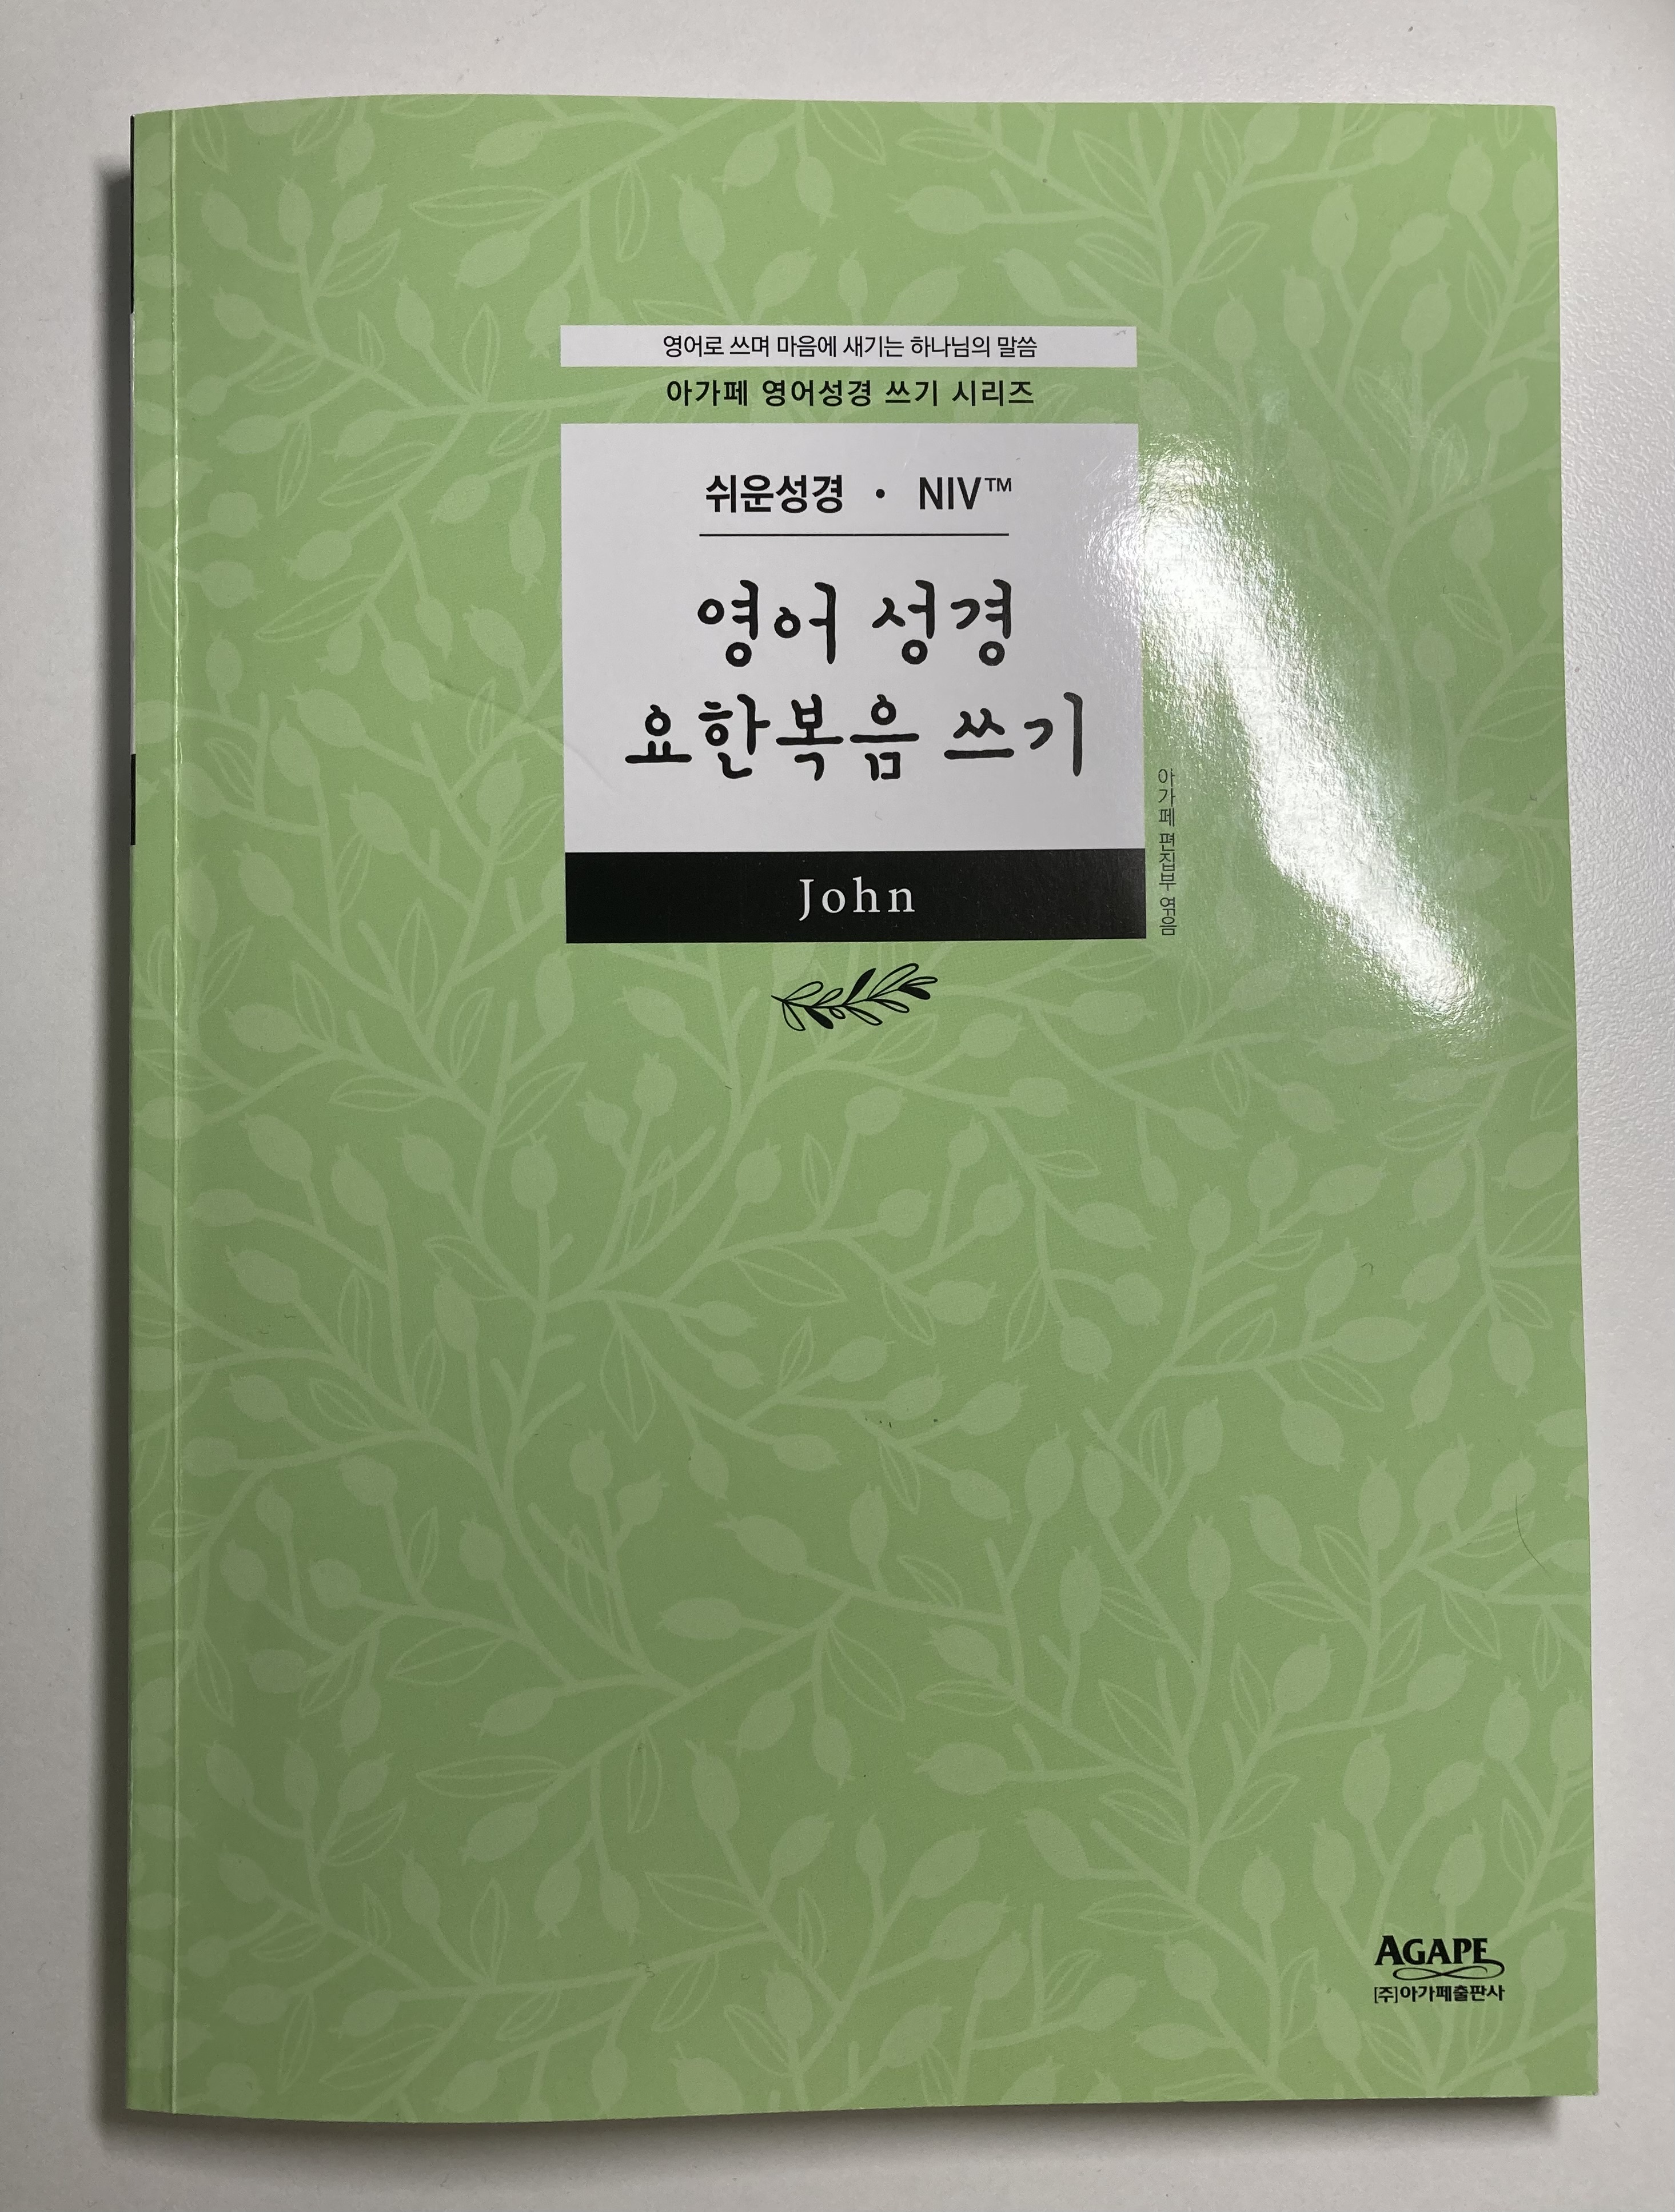 영어로 쓰며 마음에 새기는 하나님의 말씀
아가페 영어성경 쓰기 시리즈
쉬운성경 • NIV™
영어 성경
요한복음 쓰기
John
아가페 편집부 엮음
AGAPE
[주]아가페출판사